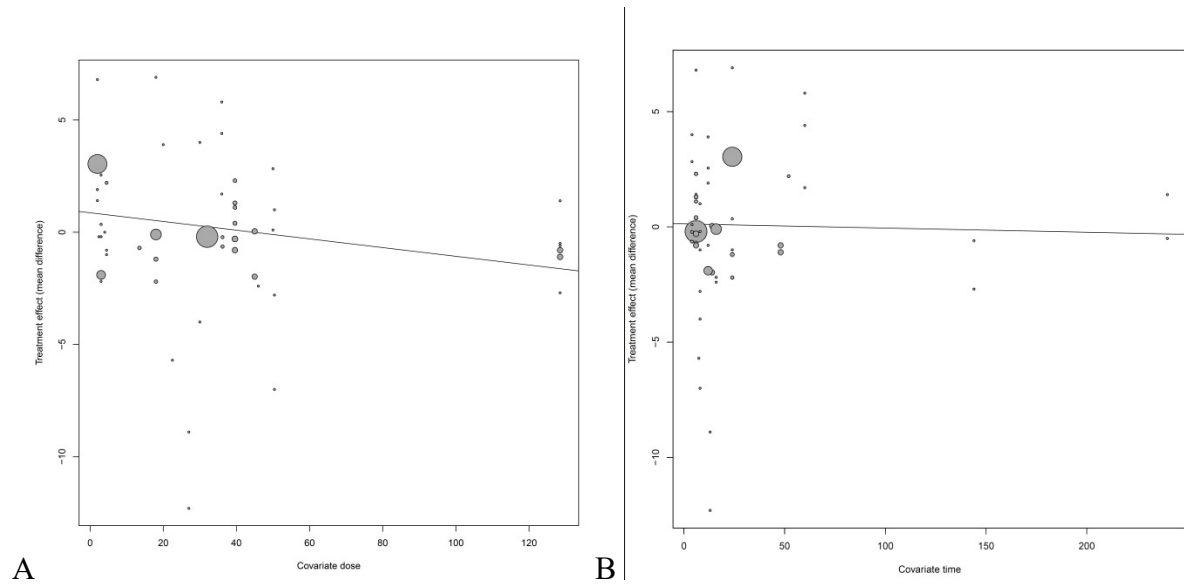 A
Treatment effect (mean difference)
5
0
−5
−10
0 20 40 60 80 100 120
Covariate dose
B
Treatment effect (mean difference)
5
0
−5
−10
0 50 100 150 200
Covariate time